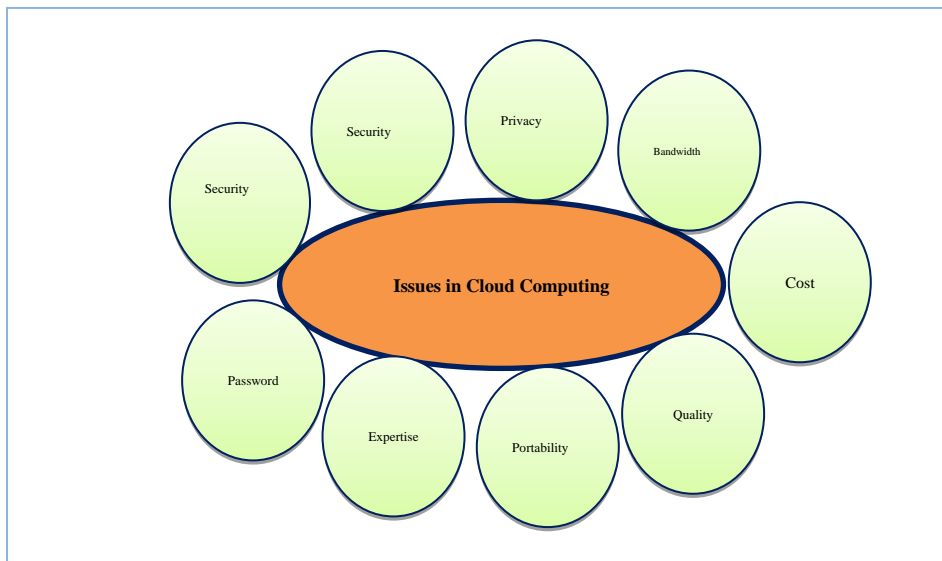 Privacy
Security
Bandwidth
Security
Issues in Cloud Computing
Cost
Password
Expertise
Portability
Quality